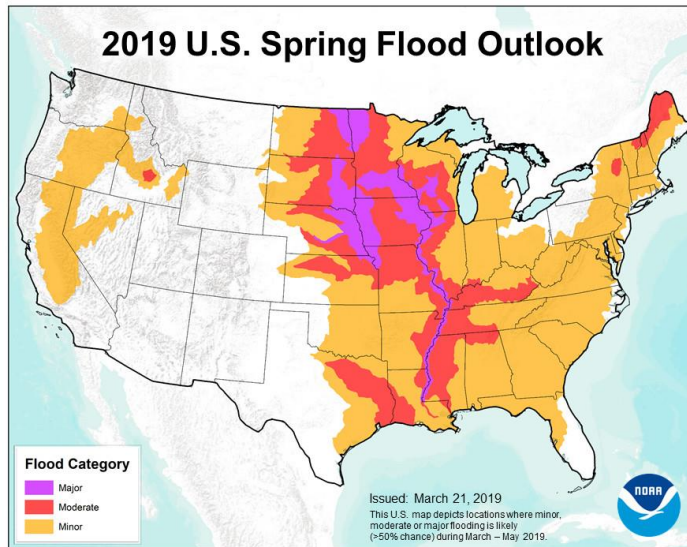 2019 U.S. Spring Flood Outlook
Flood Category
Major
Moderate
Minor
Issued: March 21, 2019
This U.S. map depicts locations where minor,
moderate or major flooding is likely
(>50% chance) during March – May 2019.
NOAA